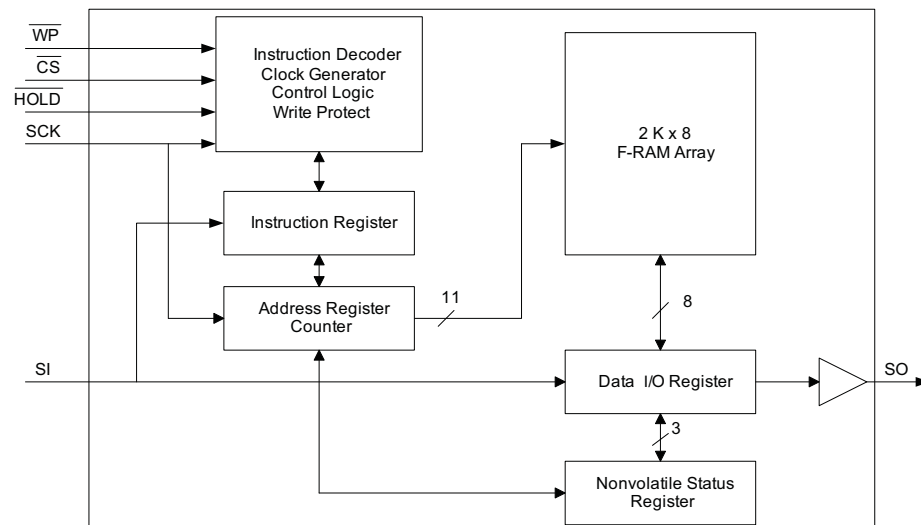 WP
CS
HOLD
SCK
Instruction Decoder
Clock Generator
Control Logic
Write Protect
2 K x 8
F-RAM Array
Instruction Register
Address Register
Counter
11
8
SI
Data I/O Register
SO
3
Nonvolatile Status
Register